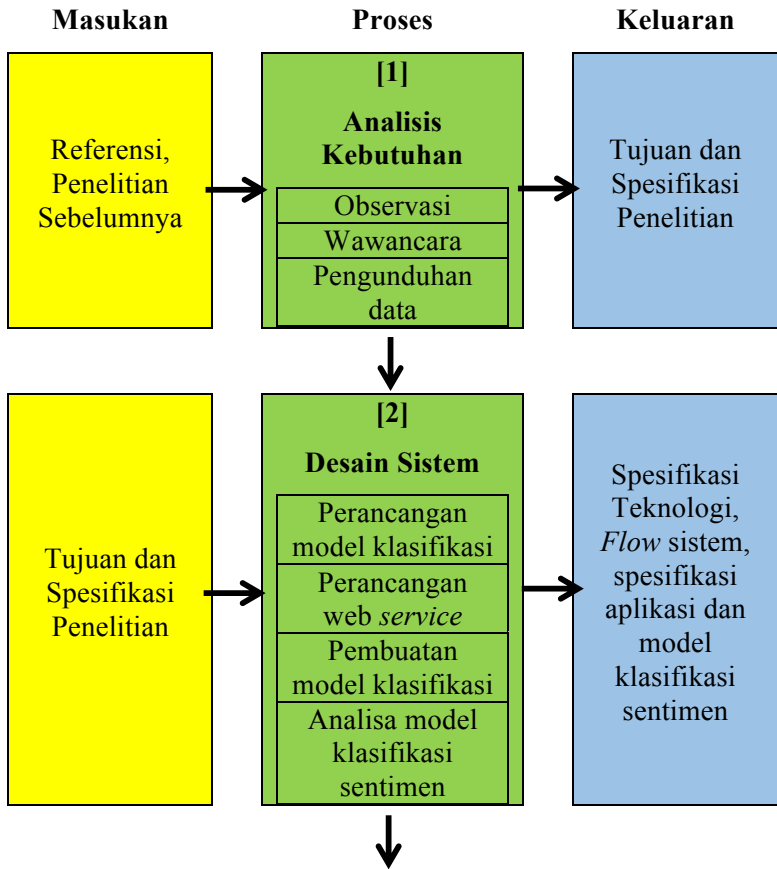 Masukan
Proses
Keluaran
Referensi,
Penelitian
Sebelumnya
[1]
Analisis
Kebutuhan
Observasi
Wawancara
Pengunduhan
data
Tujuan dan
Spesifikasi
Penelitian
Tujuan dan
Spesifikasi
Penelitian
[2]
Desain Sistem
Perancangan
model klasifikasi
Perancangan
web service
Pembuatan
model klasifikasi
Analisa model
klasifikasi
sentimen
Spesifikasi
Teknologi,
Flow sistem,
spesifikasi
aplikasi dan
model
klasifikasi
sentimen